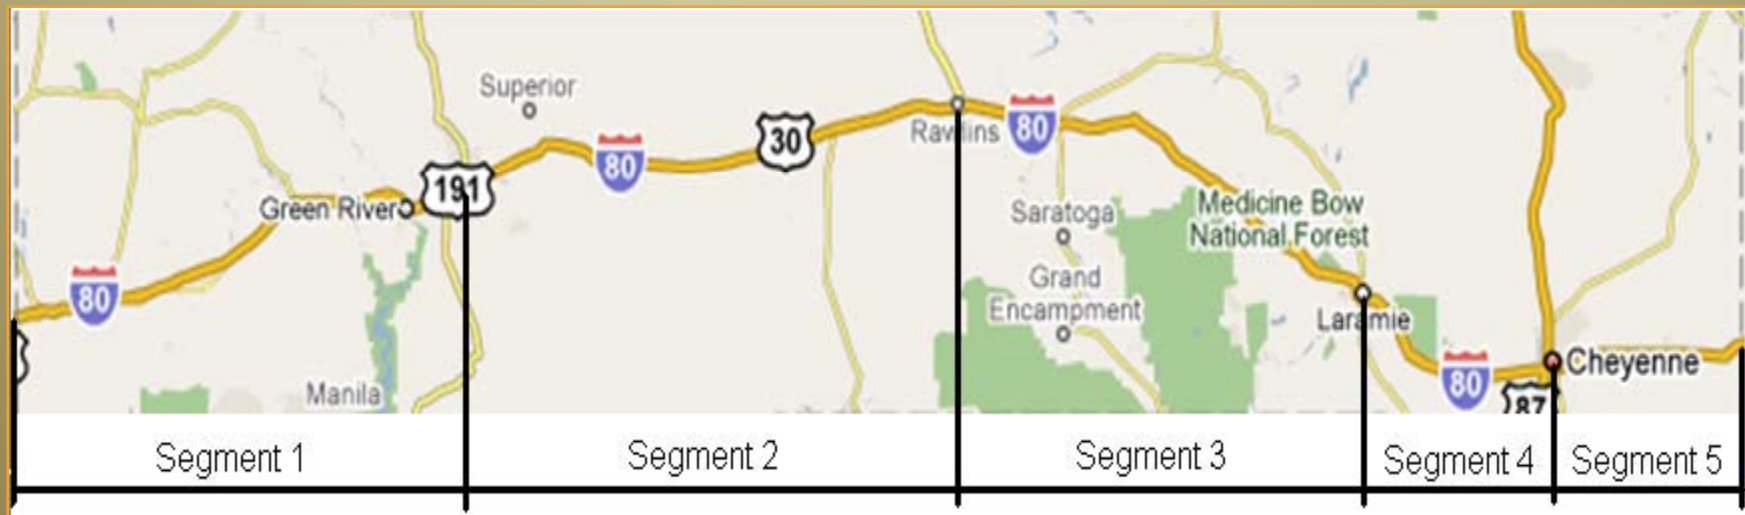 Superior
80
30
Rawlins
80
191
Green River
Medicine Bow
National Forest
Saratoga
80
Grand
Encampment
Laramie
Manila
80
Cheyenne
87
Segment 1
Segment 2
Segment 3
Segment 4
Segment 5